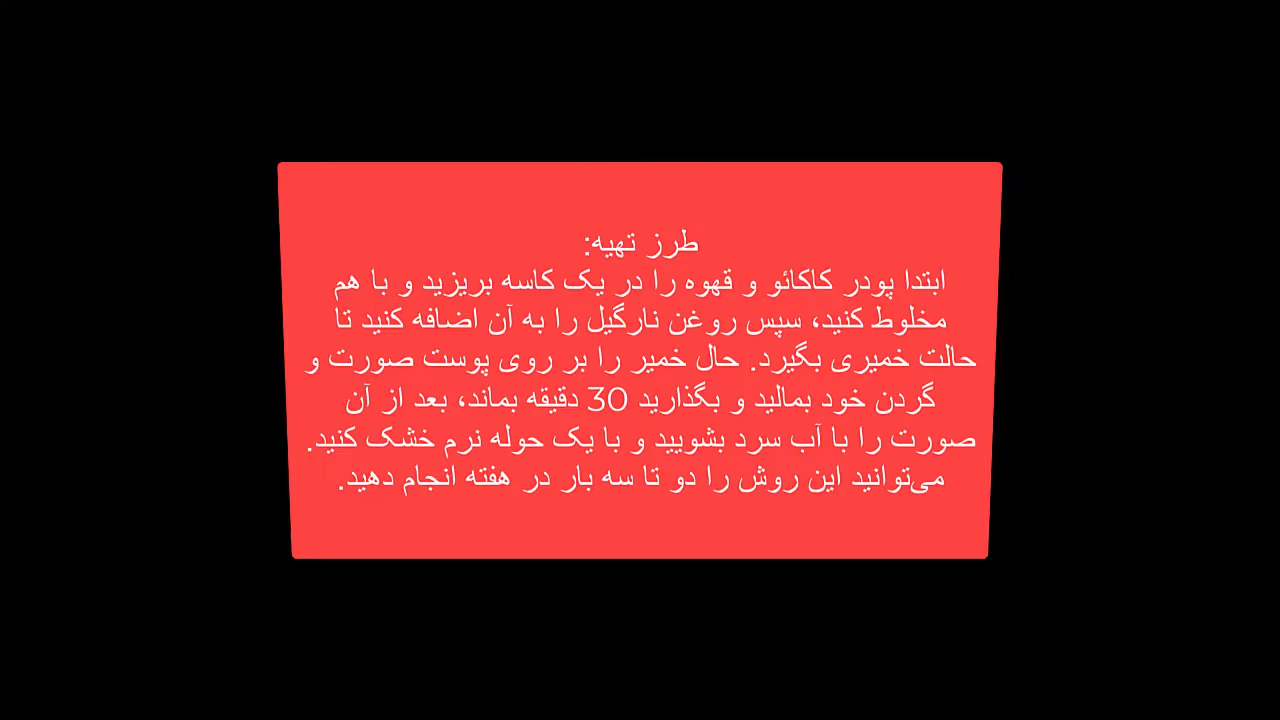 طرز تهیه:
ابتدا پودر کاکائو و قهوه را در یک کاسه بریزید و با هم
مخلوط کنید، سپس روغن نارگیل را به آن اضافه کنید تا
حالت خمیری بگیرد. حال خمیر را بر روی پوست صورت و
گردن خود بمالید و بگذارید 30 دقیقه بماند، بعد از آن
صورت را با آب سرد بشویید و با یک حوله نرم خشک کنید.
می‌توانید این روش را دو تا سه بار در هفته انجام دهید.